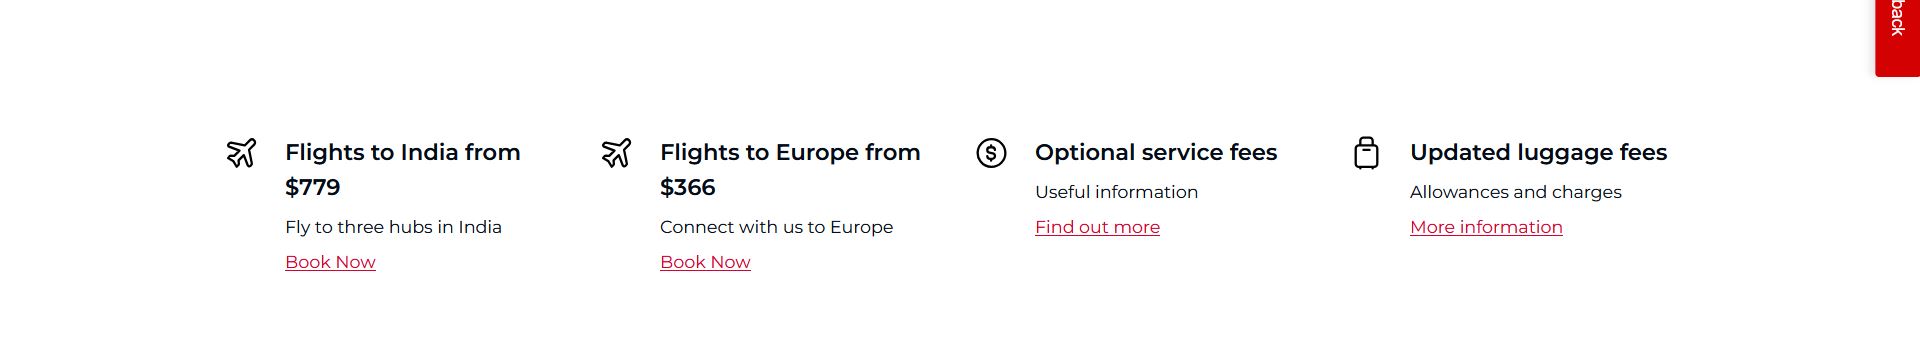 Flights to India from
$779
Fly to three hubs in India
Book Now
Flights to Europe from
$366
Connect with us to Europe
Book Now
Optional service fees
Useful information
Find out more
Updated luggage fees
Allowances and charges
More information
back